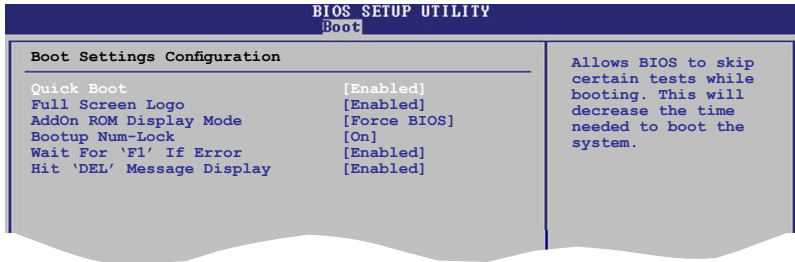 BIOS SETUP UTILITY
Boot
Boot Settings Configuration
Quick Boot [Enabled]
Full Screen Logo [Enabled]
AddOn ROM Display Mode [Force BIOS]
Bootup Num-Lock [On]
Wait For ‘F1’ If Error [Enabled]
Hit ‘DEL’ Message Display [Enabled]
Allows BIOS to skip
certain tests while
booting. This will
decrease the time
needed to boot the
system.